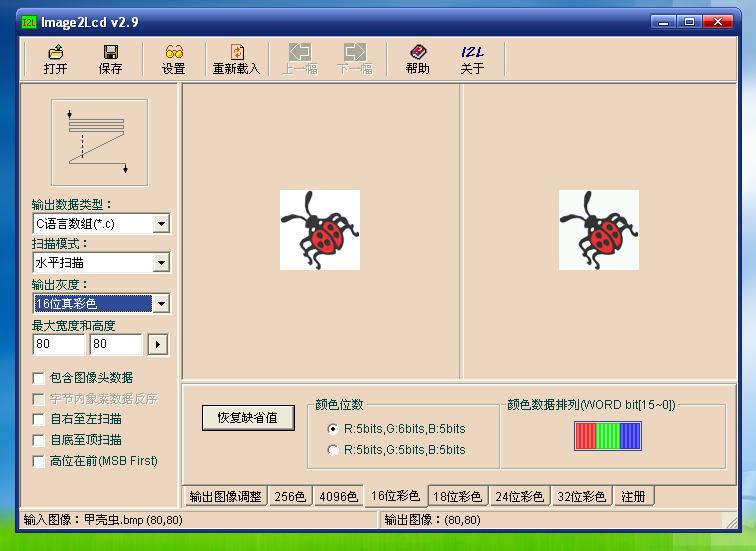 I2L Image2Lcd v2.9
打开 保存 设置 重新载入 上一幅 下一幅 帮助 I2L 关于
输出数据类型：
C语言数组(*.c)
扫描模式：
水平扫描
输出灰度：
16位真彩色
最大宽度和高度
80 80
包含图像头数据
字节内象素数据反序
自右至左扫描
自底至顶扫描
高位在前(MSB First)
恢复缺省值
颜色位数
R:5bits,G:6bits,B:5bits
R:5bits,G:5bits,B:5bits
颜色数据排列(WORD bit[15~0])
输出图像调整 256色 4096色 16位彩色 18位彩色 24位彩色 32位彩色 注册
输入图像：甲壳虫.bmp (80,80) 输出图像：(80,80)